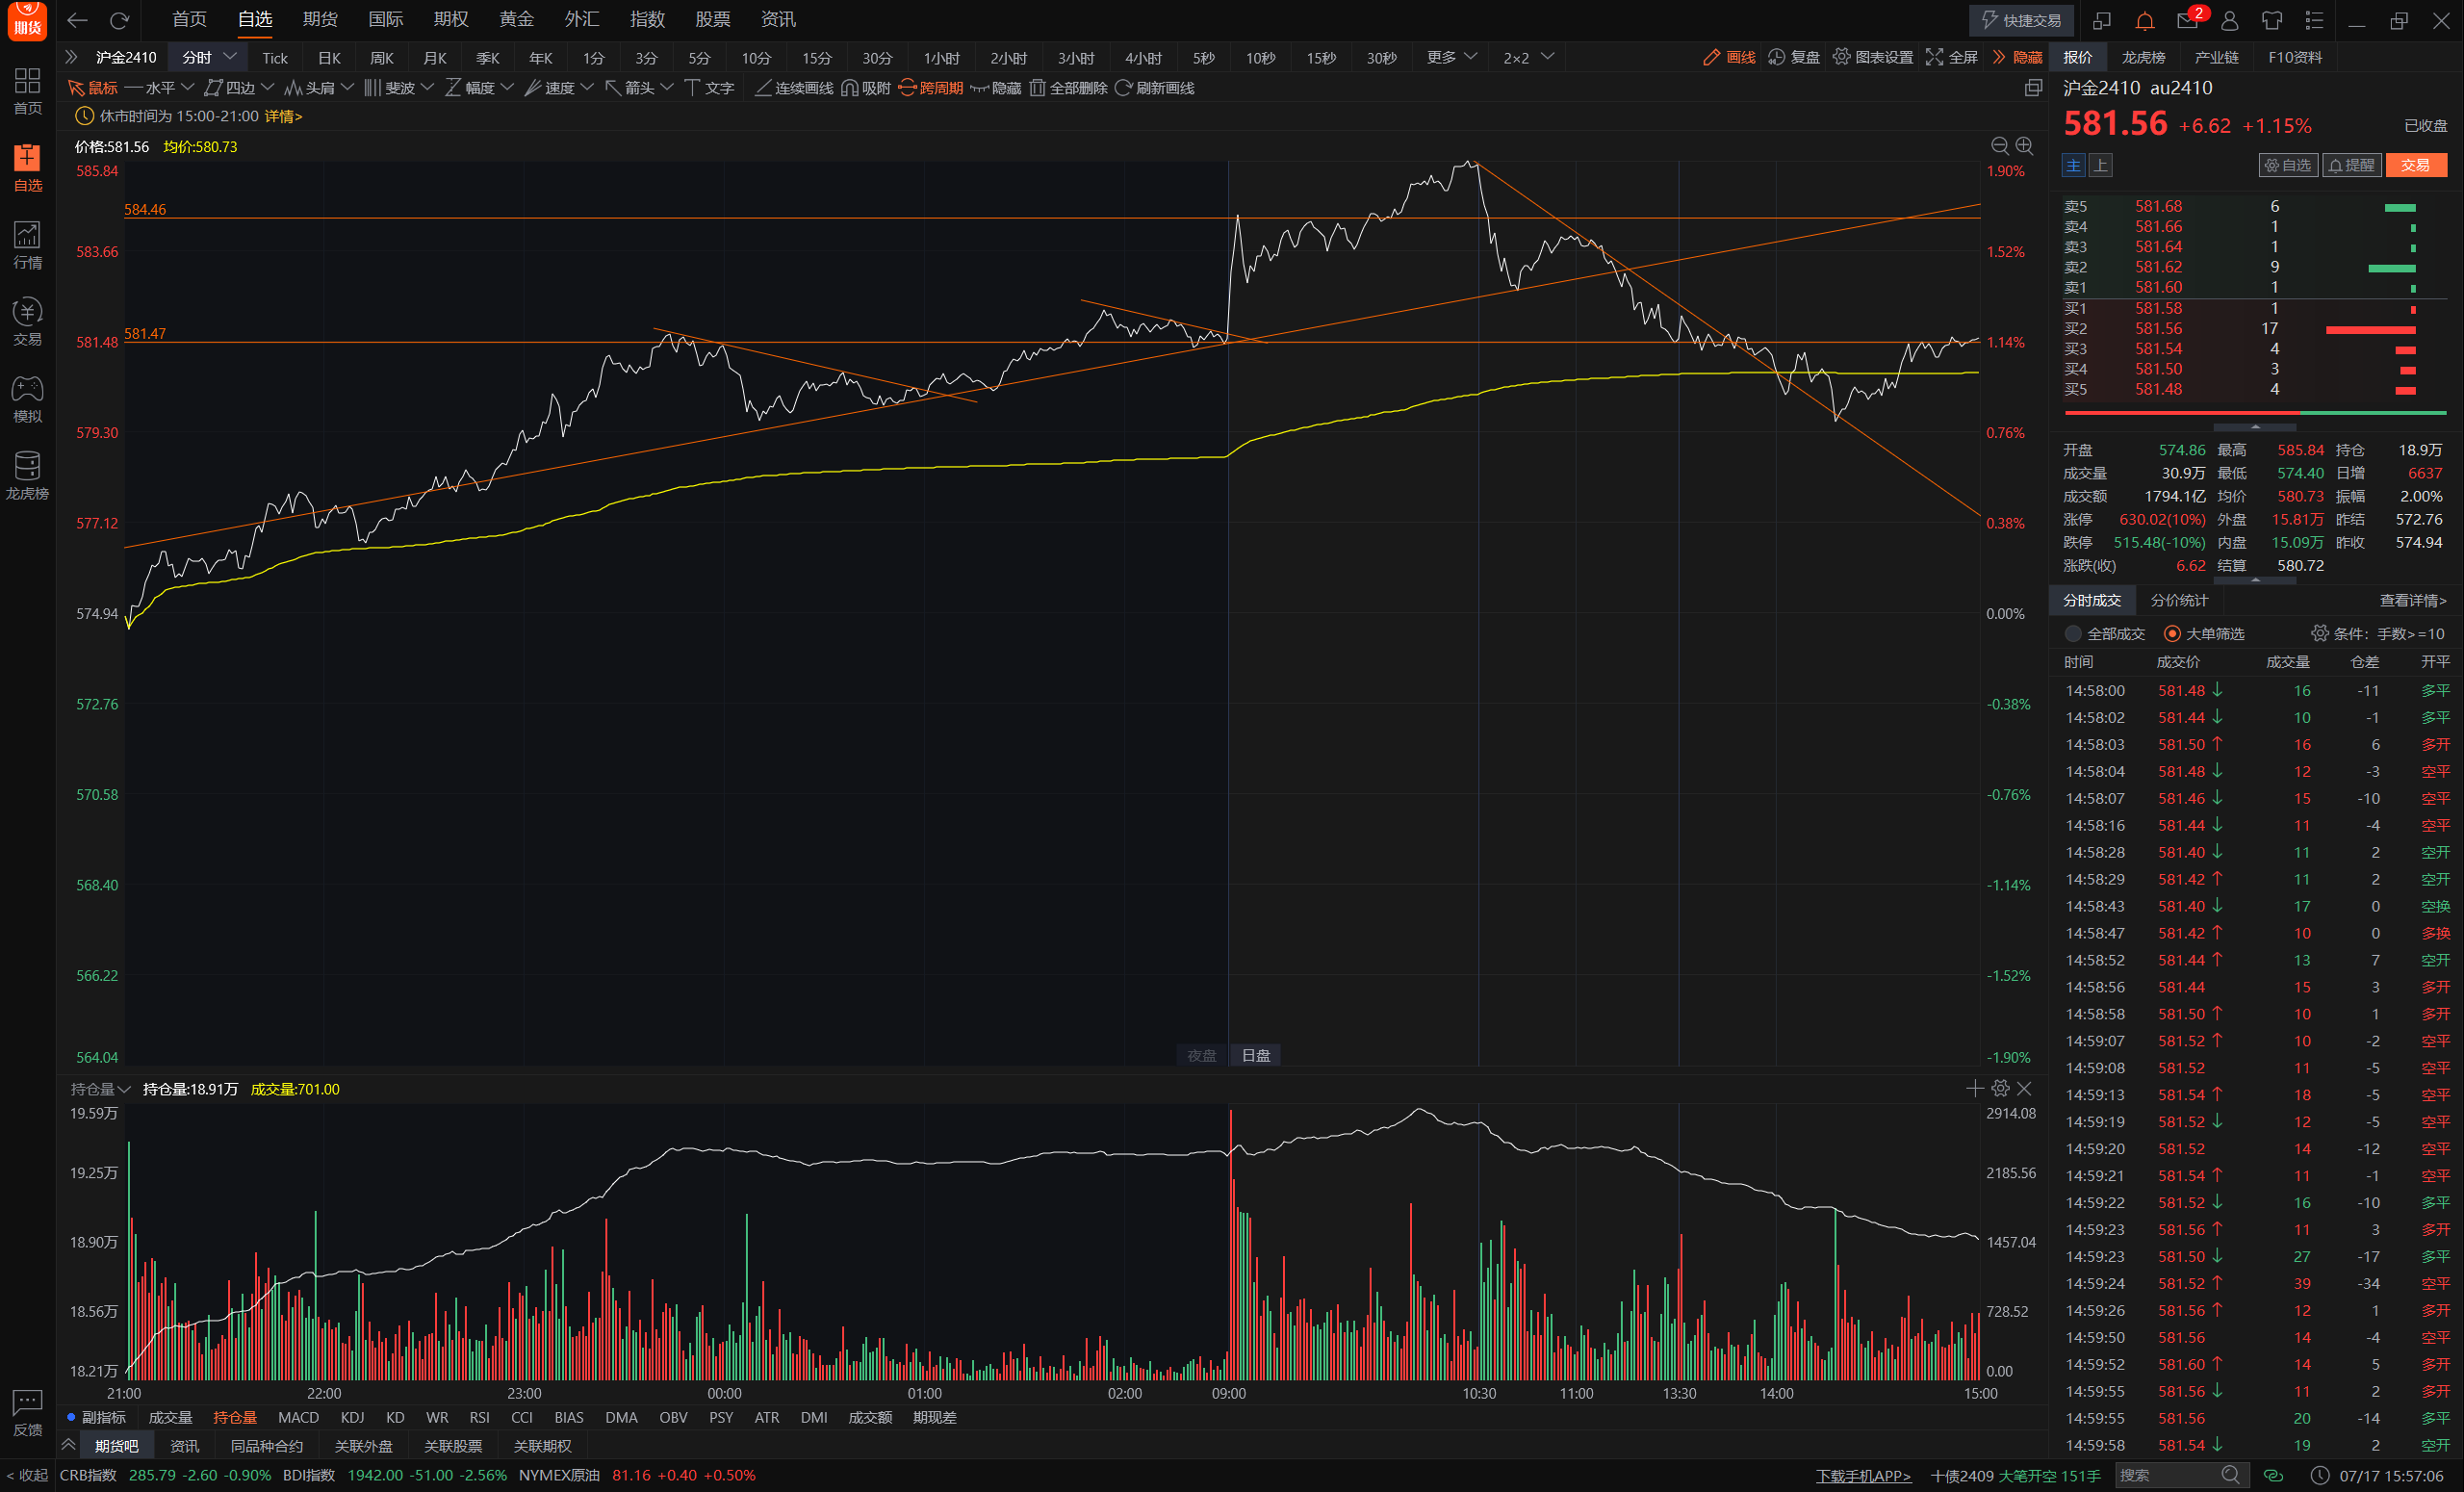 期货
首页 自选 期货 国际 期权 黄金 外汇 指数 股票 资讯
快捷交易 2
沪金2410 分时 Tick 日K 周K 月K 季K 年K 1分 3分 5分 10分 15分 30分 1小时 2小时 3小时 4小时 5秒 10秒 15秒 30秒 更多 2×2
画线 复盘 图表设置 全屏 隐藏
报价 龙虎榜 产业链 F10资料
鼠标 水平 四边 头肩 斐波 幅度 速度 箭头 文字 连续画线 吸附 跨周期 隐藏 全部删除 刷新画线
休市时间为 15:00-21:00 详情>
首页
自选
行情
交易
模拟
龙虎榜
反馈
< 收起
价格:581.56 均价:580.73
585.84 1.90%
584.46
583.66 1.52%
581.47
581.48 1.14%
579.30 0.76%
577.12 0.38%
574.94 0.00%
572.76 -0.38%
570.58 -0.76%
568.40 -1.14%
566.22 -1.52%
564.04 -1.90%
夜盘 日盘
持仓量 持仓量:18.91万 成交量:701.00
19.59万 2914.08
19.25万 2185.56
18.90万 1457.04
18.56万 728.52
18.21万 0.00
21:00 22:00 23:00 00:00 01:00 02:00 09:00 10:30 11:00 13:30 14:00 15:00
副指标 成交量 持仓量 MACD KDJ KD WR RSI CCI BIAS DMA OBV PSY ATR DMI 成交额 期现差
期货吧 资讯 同品种合约 关联外盘 关联股票 关联期权
沪金2410 au2410
581.56 +6.62 +1.15% 已收盘
主 上 自选 提醒 交易
卖5 581.68 6
卖4 581.66 1
卖3 581.64 1
卖2 581.62 9
卖1 581.60 1
买1 581.58 1
买2 581.56 17
买3 581.54 4
买4 581.50 3
买5 581.48 4
开盘 574.86 最高 585.84 持仓 18.9万
成交量 30.9万 最低 574.40 日增 6637
成交额 1794.1亿 均价 580.73 振幅 2.00%
涨停 630.02(10%) 外盘 15.81万 昨结 572.76
跌停 515.48(-10%) 内盘 15.09万 昨收 574.94
涨跌(收) 6.62 结算 580.72
分时成交 分价统计 查看详情>
全部成交 大单筛选 条件：手数>=10
时间 成交价 成交量 仓差 开平
14:58:00 581.48 ↓ 16 -11 多平
14:58:02 581.44 ↓ 10 -1 多平
14:58:03 581.50 ↑ 16 6 多开
14:58:04 581.48 ↓ 12 -3 空平
14:58:07 581.46 ↓ 15 -10 空平
14:58:16 581.44 ↓ 11 -4 空平
14:58:28 581.40 ↓ 11 2 空开
14:58:29 581.42 ↑ 11 2 空开
14:58:43 581.40 ↓ 17 0 空换
14:58:47 581.42 ↑ 10 0 多换
14:58:52 581.44 ↑ 13 7 空开
14:58:56 581.44 15 3 多开
14:58:58 581.50 ↑ 10 1 多开
14:59:07 581.52 ↑ 10 -2 空平
14:59:08 581.52 11 -5 空平
14:59:13 581.54 ↑ 18 -5 空平
14:59:19 581.52 ↓ 12 -5 空平
14:59:20 581.52 14 -12 空平
14:59:21 581.54 ↑ 11 -1 空平
14:59:22 581.52 ↓ 16 -10 多平
14:59:23 581.56 ↑ 11 3 多开
14:59:23 581.50 ↓ 27 -17 多平
14:59:24 581.52 ↑ 39 -34 空平
14:59:26 581.56 ↑ 12 1 多开
14:59:50 581.56 14 -4 空平
14:59:52 581.60 ↑ 14 5 多开
14:59:55 581.56 ↓ 11 2 多开
14:59:55 581.56 20 -14 多平
14:59:58 581.54 ↓ 19 2 空开
CRB指数 285.79 -2.60 -0.90% BDI指数 1942.00 -51.00 -2.56% NYMEX原油 81.16 +0.40 +0.50%
下载手机APP> 十债2409 大笔开空 151手 搜索 07/17 15:57:06